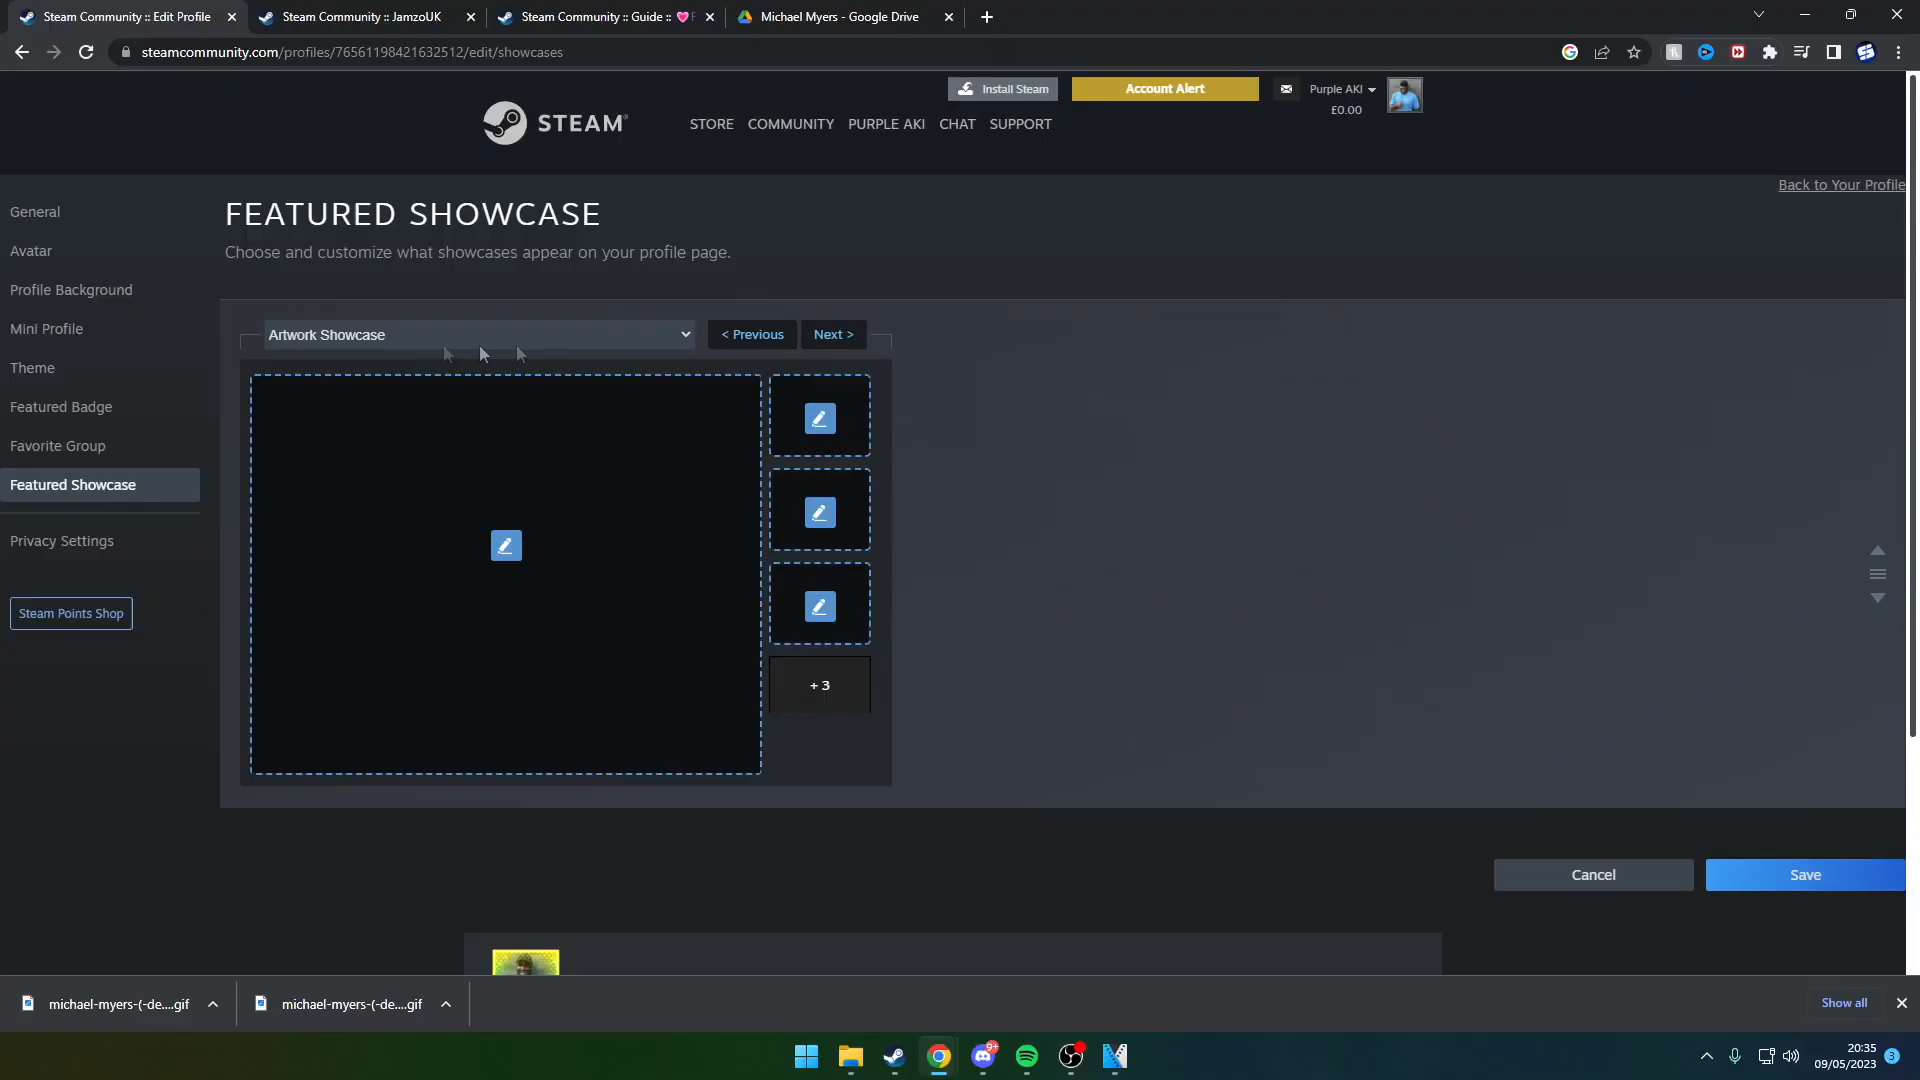 Steam Community :: Edit Profile
Steam Community :: JamzoUK
Steam Community :: Guide :: 💗 F
Michael Myers - Google Drive
steamcommunity.com/profiles/76561198421632512/edit/showcases
Install Steam
Account Alert
Purple AKI
£0.00
STEAM
STORE COMMUNITY PURPLE AKI CHAT SUPPORT
Back to Your Profile
General
Avatar
Profile Background
Mini Profile
Theme
Featured Badge
Favorite Group
Featured Showcase
Privacy Settings
Steam Points Shop
FEATURED SHOWCASE
Choose and customize what showcases appear on your profile page.
Artwork Showcase
< Previous
Next >
+ 3
Cancel
Save
michael-myers-(-de....gif
michael-myers-(-de....gif
Show all
9+
20:35
09/05/2023
3